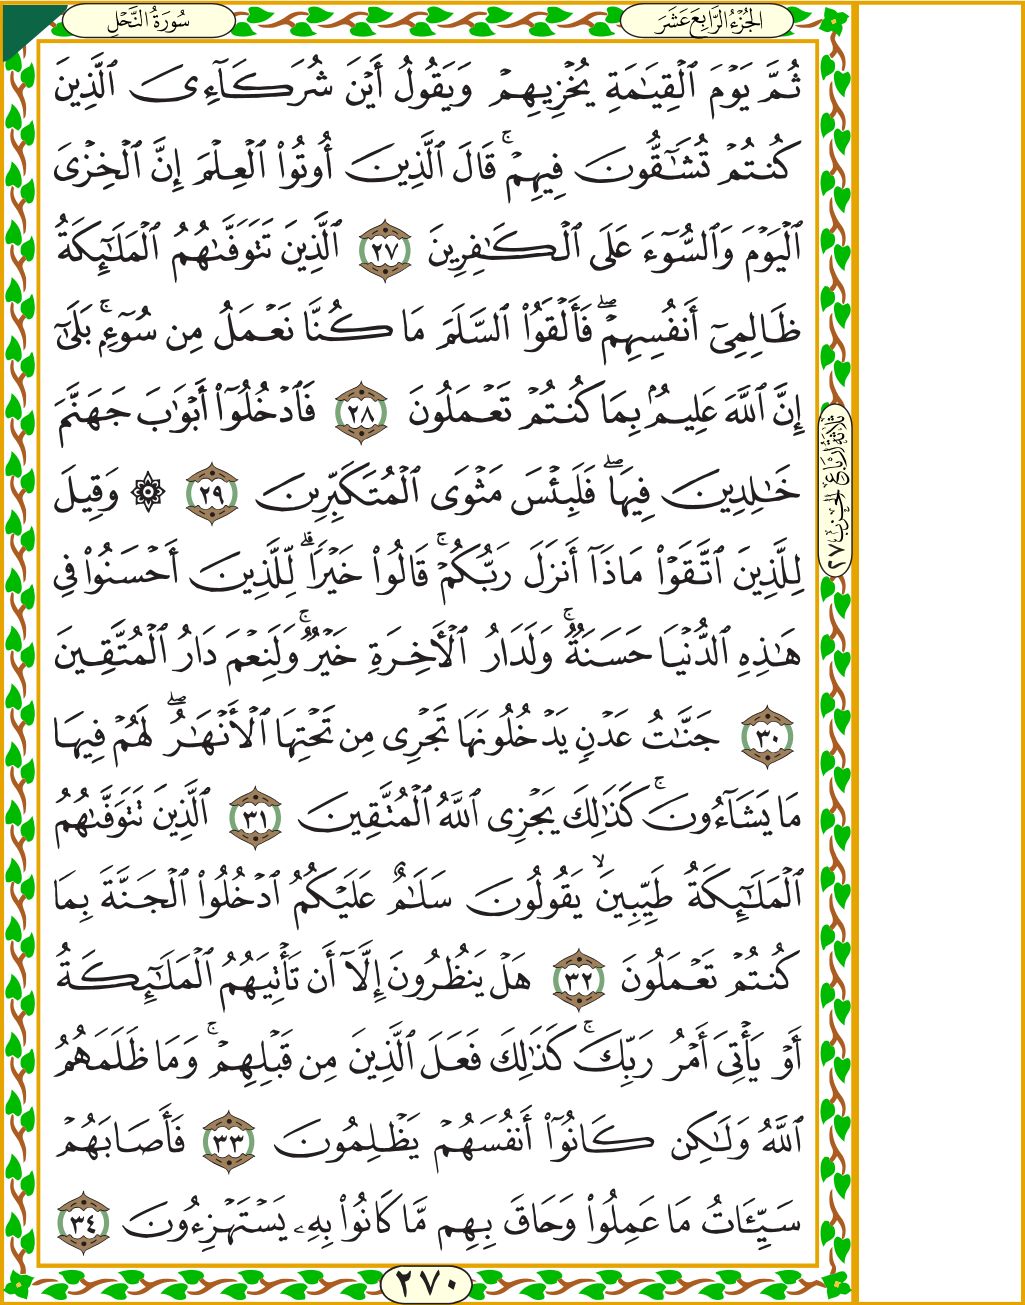 سُورَةُ النَّحْلِ
الجُزْءُ الرَّابِعَ عَشَرَ
ثُمَّ يَوْمَ ٱلْقِيَـٰمَةِ يُخْزِيهِمْ وَيَقُولُ أَيْنَ شُرَكَآءِىَ ٱلَّذِينَ
كُنتُمْ تُشَـٰٓقُّونَ فِيهِمْ ۚ قَالَ ٱلَّذِينَ أُوتُوا۟ ٱلْعِلْمَ إِنَّ ٱلْخِزْىَ
ٱلْيَوْمَ وَٱلسُّوٓءَ عَلَى ٱلْكَـٰفِرِينَ ٢٧ ٱلَّذِينَ تَتَوَفَّىٰهُمُ ٱلْمَلَـٰٓئِكَةُ
ظَالِمِىٓ أَنفُسِهِمْ ۖ فَأَلْقَوُا۟ ٱلسَّلَمَ مَا كُنَّا نَعْمَلُ مِن سُوٓءٍۭ ۚ بَلَىٰٓ
إِنَّ ٱللَّهَ عَلِيمٌۢ بِمَا كُنتُمْ تَعْمَلُونَ ٢٨ فَٱدْخُلُوٓا۟ أَبْوَٰبَ جَهَنَّمَ
خَـٰلِدِينَ فِيهَا ۖ فَلَبِئْسَ مَثْوَى ٱلْمُتَكَبِّرِينَ ٢٩ ۞ وَقِيلَ
لِلَّذِينَ ٱتَّقَوْا۟ مَاذَآ أَنزَلَ رَبُّكُمْ ۚ قَالُوا۟ خَيْرًا ۗ لِّلَّذِينَ أَحْسَنُوا۟ فِى
هَـٰذِهِ ٱلدُّنْيَا حَسَنَةٌ ۚ وَلَدَارُ ٱلْـَٔاخِرَةِ خَيْرٌ ۚ وَلَنِعْمَ دَارُ ٱلْمُتَّقِينَ
٣٠ جَنَّـٰتُ عَدْنٍ يَدْخُلُونَهَا تَجْرِى مِن تَحْتِهَا ٱلْأَنْهَـٰرُ ۖ لَهُمْ فِيهَا
مَا يَشَآءُونَ ۚ كَذَٰلِكَ يَجْزِى ٱللَّهُ ٱلْمُتَّقِينَ ٣١ ٱلَّذِينَ تَتَوَفَّىٰهُمُ
ٱلْمَلَـٰٓئِكَةُ طَيِّبِينَ ۙ يَقُولُونَ سَلَـٰمٌ عَلَيْكُمُ ٱدْخُلُوا۟ ٱلْجَنَّةَ بِمَا
كُنتُمْ تَعْمَلُونَ ٣٢ هَلْ يَنظُرُونَ إِلَّآ أَن تَأْتِيَهُمُ ٱلْمَلَـٰٓئِكَةُ
أَوْ يَأْتِىَ أَمْرُ رَبِّكَ ۚ كَذَٰلِكَ فَعَلَ ٱلَّذِينَ مِن قَبْلِهِمْ ۚ وَمَا ظَلَمَهُمُ
ٱللَّهُ وَلَـٰكِن كَانُوٓا۟ أَنفُسَهُمْ يَظْلِمُونَ ٣٣ فَأَصَابَهُمْ
سَيِّـَٔاتُ مَا عَمِلُوا۟ وَحَاقَ بِهِم مَّا كَانُوا۟ بِهِۦ يَسْتَهْزِءُونَ ٣٤
ثَلَاثَةُ أَرْبَاعِ الْحِزْبِ ٢٧
٢٧٠